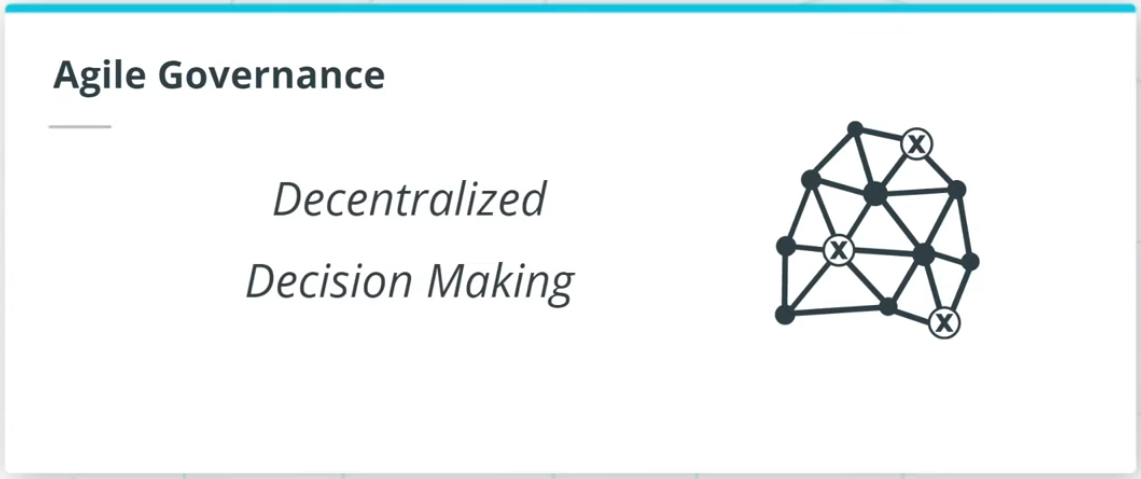 Agile Governance
Decentralized
Decision Making
X
X
X